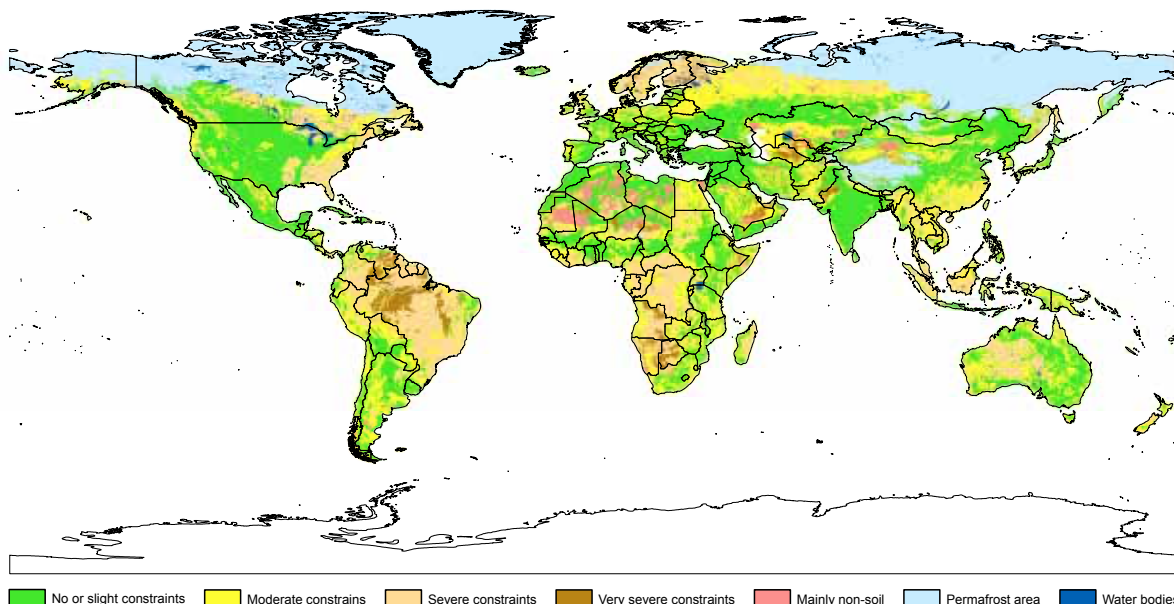 No or slight constraints
Moderate constrains
Severe constraints
Very severe constraints
Mainly non-soil
Permafrost area
Water bodies